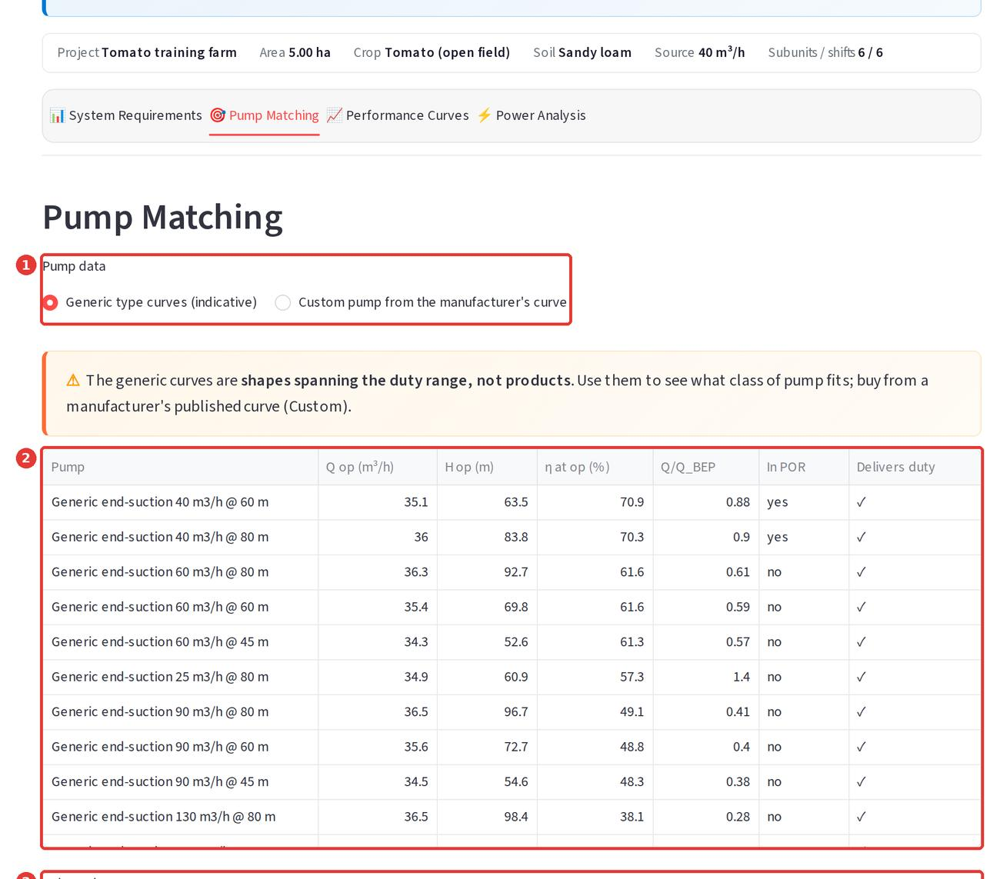 Project Tomato training farm Area 5.00 ha Crop Tomato (open field) Soil Sandy loam Source 40 m³/h Subunits / shifts 6 / 6
System Requirements Pump Matching Performance Curves Power Analysis
Pump Matching
1
Pump data
Generic type curves (indicative) Custom pump from the manufacturer's curve
⚠ The generic curves are shapes spanning the duty range, not products. Use them to see what class of pump fits; buy from a
manufacturer's published curve (Custom).
2
Pump Q op (m³/h) H op (m) η at op (%) Q/Q_BEP In POR Delivers duty
Generic end-suction 40 m3/h @ 60 m 35.1 63.5 70.9 0.88 yes ✓
Generic end-suction 40 m3/h @ 80 m 36 83.8 70.3 0.9 yes ✓
Generic end-suction 60 m3/h @ 80 m 36.3 92.7 61.6 0.61 no ✓
Generic end-suction 60 m3/h @ 60 m 35.4 69.8 61.6 0.59 no ✓
Generic end-suction 60 m3/h @ 45 m 34.3 52.6 61.3 0.57 no ✓
Generic end-suction 25 m3/h @ 80 m 34.9 60.9 57.3 1.4 no ✓
Generic end-suction 90 m3/h @ 80 m 36.5 96.7 49.1 0.41 no ✓
Generic end-suction 90 m3/h @ 60 m 35.6 72.7 48.8 0.4 no ✓
Generic end-suction 90 m3/h @ 45 m 34.5 54.6 48.3 0.38 no ✓
Generic end-suction 130 m3/h @ 80 m 36.5 98.4 38.1 0.28 no ✓